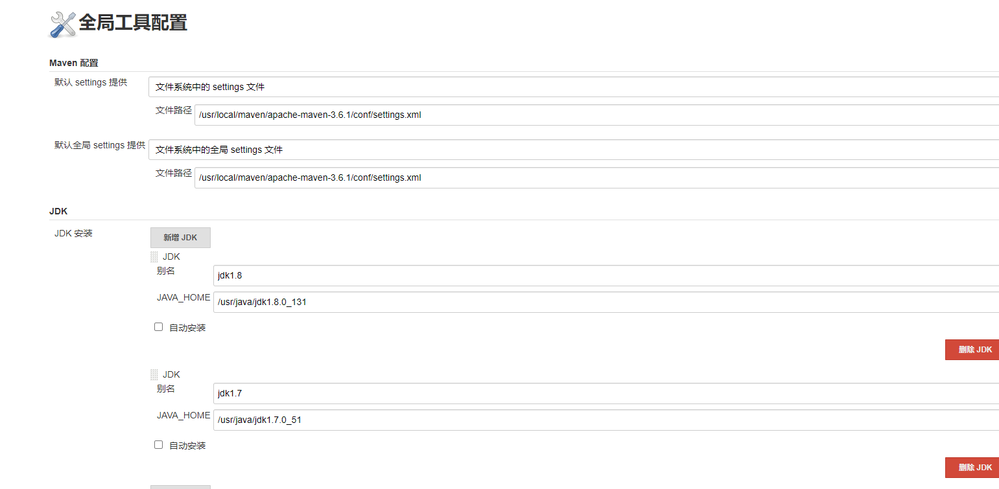 全局工具配置
Maven 配置
默认 settings 提供
文件系统中的 settings 文件
文件路径
/usr/local/maven/apache-maven-3.6.1/conf/settings.xml
默认全局 settings 提供
文件系统中的全局 settings 文件
文件路径
/usr/local/maven/apache-maven-3.6.1/conf/settings.xml
JDK
JDK 安装
新增 JDK
JDK
别名
jdk1.8
JAVA_HOME
/usr/java/jdk1.8.0_131
自动安装
删除 JDK
JDK
别名
jdk1.7
JAVA_HOME
/usr/java/jdk1.7.0_51
自动安装
删除 JDK